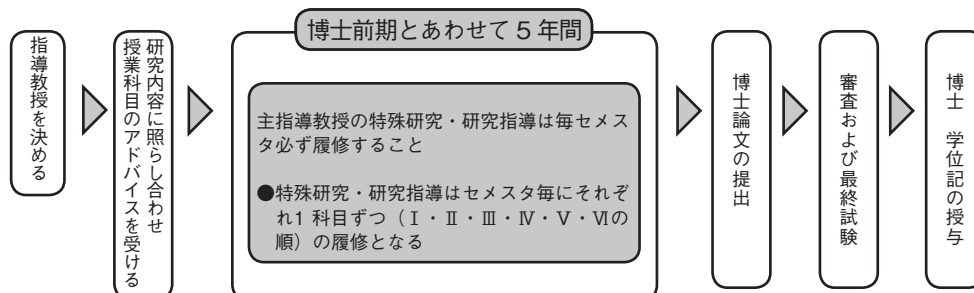 指導教授を決める
研究内容に照らし合わせ
授業科目のアドバイスを受ける
博士前期とあわせて5年間
主指導教授の特殊研究・研究指導は毎セメス
タ必ず履修すること
●特殊研究・研究指導はセメスタ毎にそれぞ
れ1 科目ずつ（Ⅰ・Ⅱ・Ⅲ・Ⅳ・Ⅴ・Ⅵの
順）の履修となる
博士論文の提出
審査および最終試験
博士 学位記の授与